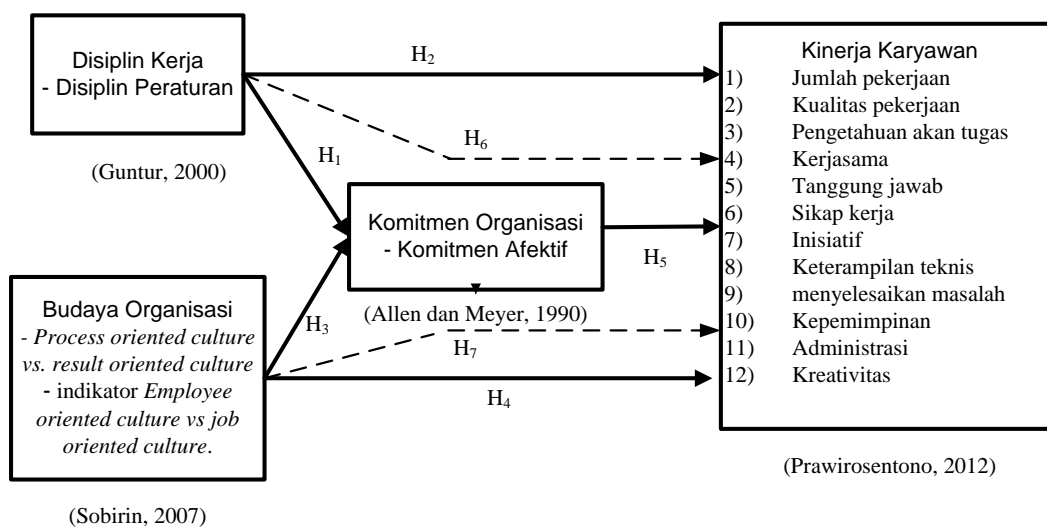 Disiplin Kerja
- Disiplin Peraturan
(Guntur, 2000)
H2
H6
H1
Komitmen Organisasi
- Komitmen Afektif
(Allen dan Meyer, 1990)
H5
Budaya Organisasi
- Process oriented culture
vs. result oriented culture
- indikator Employee
oriented culture vs job
oriented culture.
(Sobirin, 2007)
H3
H7
H4
Kinerja Karyawan
1) Jumlah pekerjaan
2) Kualitas pekerjaan
3) Pengetahuan akan tugas
4) Kerjasama
5) Tanggung jawab
6) Sikap kerja
7) Inisiatif
8) Keterampilan teknis
9) menyelesaikan masalah
10) Kepemimpinan
11) Administrasi
12) Kreativitas
(Prawirosentono, 2012)